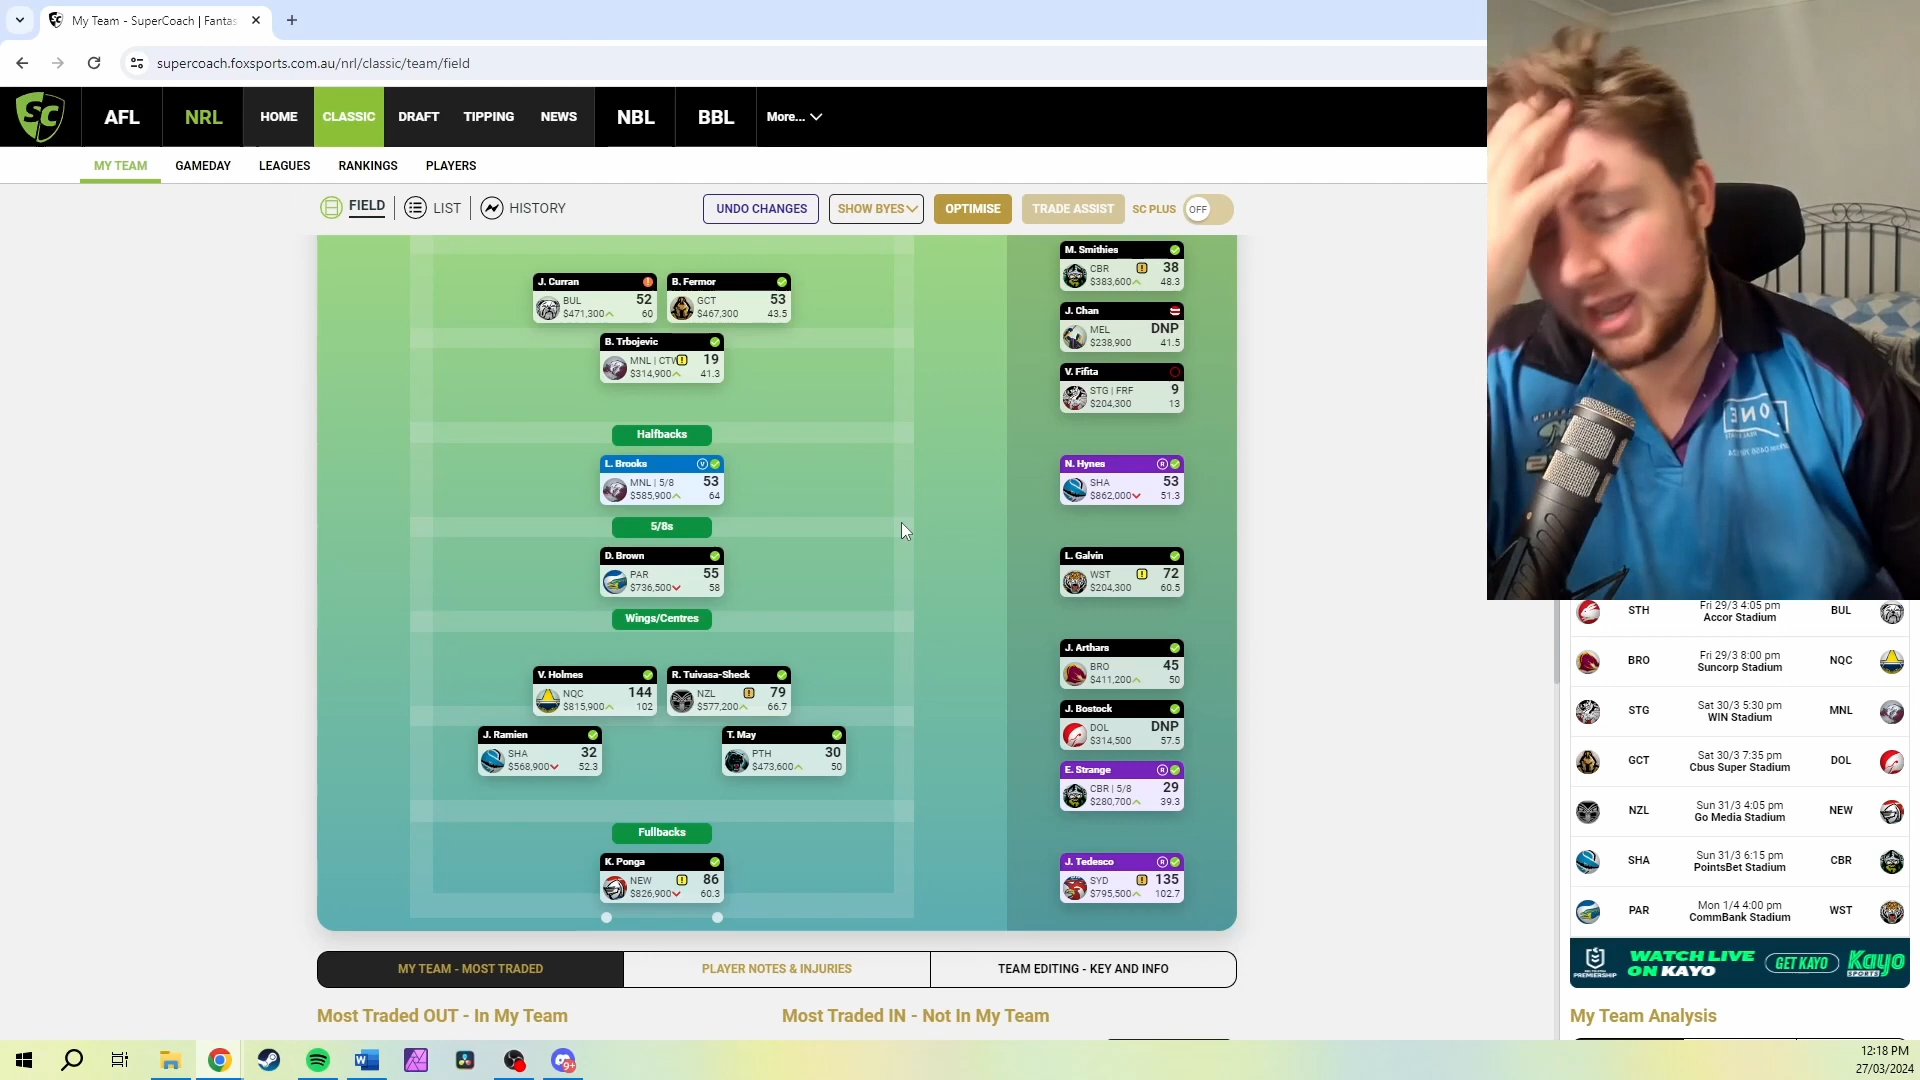 My Team - SuperCoach | Fantas
supercoach.foxsports.com.au/nrl/classic/team/field
SC
AFL
NRL
HOME
CLASSIC
DRAFT
TIPPING
NEWS
NBL
BBL
More...
MY TEAM
GAMEDAY
LEAGUES
RANKINGS
PLAYERS
FIELD
LIST
HISTORY
UNDO CHANGES
SHOW BYES
OPTIMISE
TRADE ASSIST
SC PLUS
OFF
J. Curran
BUL 52
$471,300 60
B. Fermor
GCT 53
$467,300 43.5
B. Trbojevic
MNL | CTW 19
$314,900 41.3
Halfbacks
L. Brooks V
MNL | 5/8 53
$585,900 64
5/8s
D. Brown
PAR 55
$736,500 58
Wings/Centres
V. Holmes
NQC 144
$815,900 102
R. Tuivasa-Sheck
NZL 79
$577,200 66.7
J. Ramien
SHA 32
$568,900 52.3
T. May
PTH 30
$473,600 50
Fullbacks
K. Ponga
NEW 86
$826,900 60.3
M. Smithies
CBR 38
$383,600 48.3
J. Chan
MEL DNP
$238,900 41.5
V. Fifita
STG | FRF 9
$204,300 13
N. Hynes R
SHA 53
$862,000 51.3
L. Galvin
WST 72
$204,300 60.5
J. Arthars
BRO 45
$411,200 50
J. Bostock
DOL DNP
$314,500 57.5
E. Strange R
CBR | 5/8 29
$280,700 39.3
J. Tedesco R
SYD 135
$795,500 102.7
MY TEAM - MOST TRADED
PLAYER NOTES & INJURIES
TEAM EDITING - KEY AND INFO
Most Traded OUT - In My Team
Most Traded IN - Not In My Team
STH Fri 29/3 4:05 pm BUL
Accor Stadium
BRO Fri 29/3 8:00 pm NQC
Suncorp Stadium
STG Sat 30/3 5:30 pm MNL
WIN Stadium
GCT Sat 30/3 7:35 pm DOL
Cbus Super Stadium
NZL Sun 31/3 4:05 pm NEW
Go Media Stadium
SHA Sun 31/3 6:15 pm CBR
PointsBet Stadium
PAR Mon 1/4 4:00 pm WST
CommBank Stadium
WATCH LIVE
ON KAYO
GET KAYO
Kayo
SPORTS
My Team Analysis
9+
12:18 PM
27/03/2024